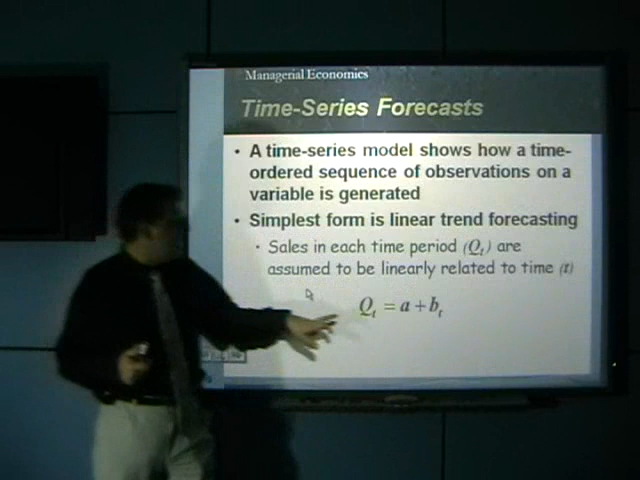 Managerial Economics
Time-Series Forecasts
• A time-series model shows how a time-
ordered sequence of observations on a
variable is generated
• Simplest form is linear trend forecasting
• Sales in each time period (Qt) are
assumed to be linearly related to time (t)
Qt = a + bt